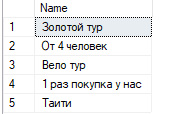 Name
1 Золотой тур
2 От 4 человек
3 Вело тур
4 1 раз покупка у нас
5 Таити